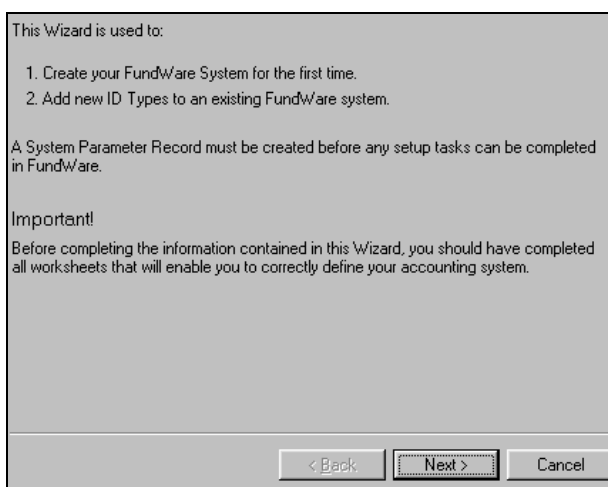 This Wizard is used to:
1. Create your FundWare System for the first time.
2. Add new ID Types to an existing FundWare system.
A System Parameter Record must be created before any setup tasks can be completed
in FundWare.
Important!
Before completing the information contained in this Wizard, you should have completed
all worksheets that will enable you to correctly define your accounting system.
< Back Next > Cancel